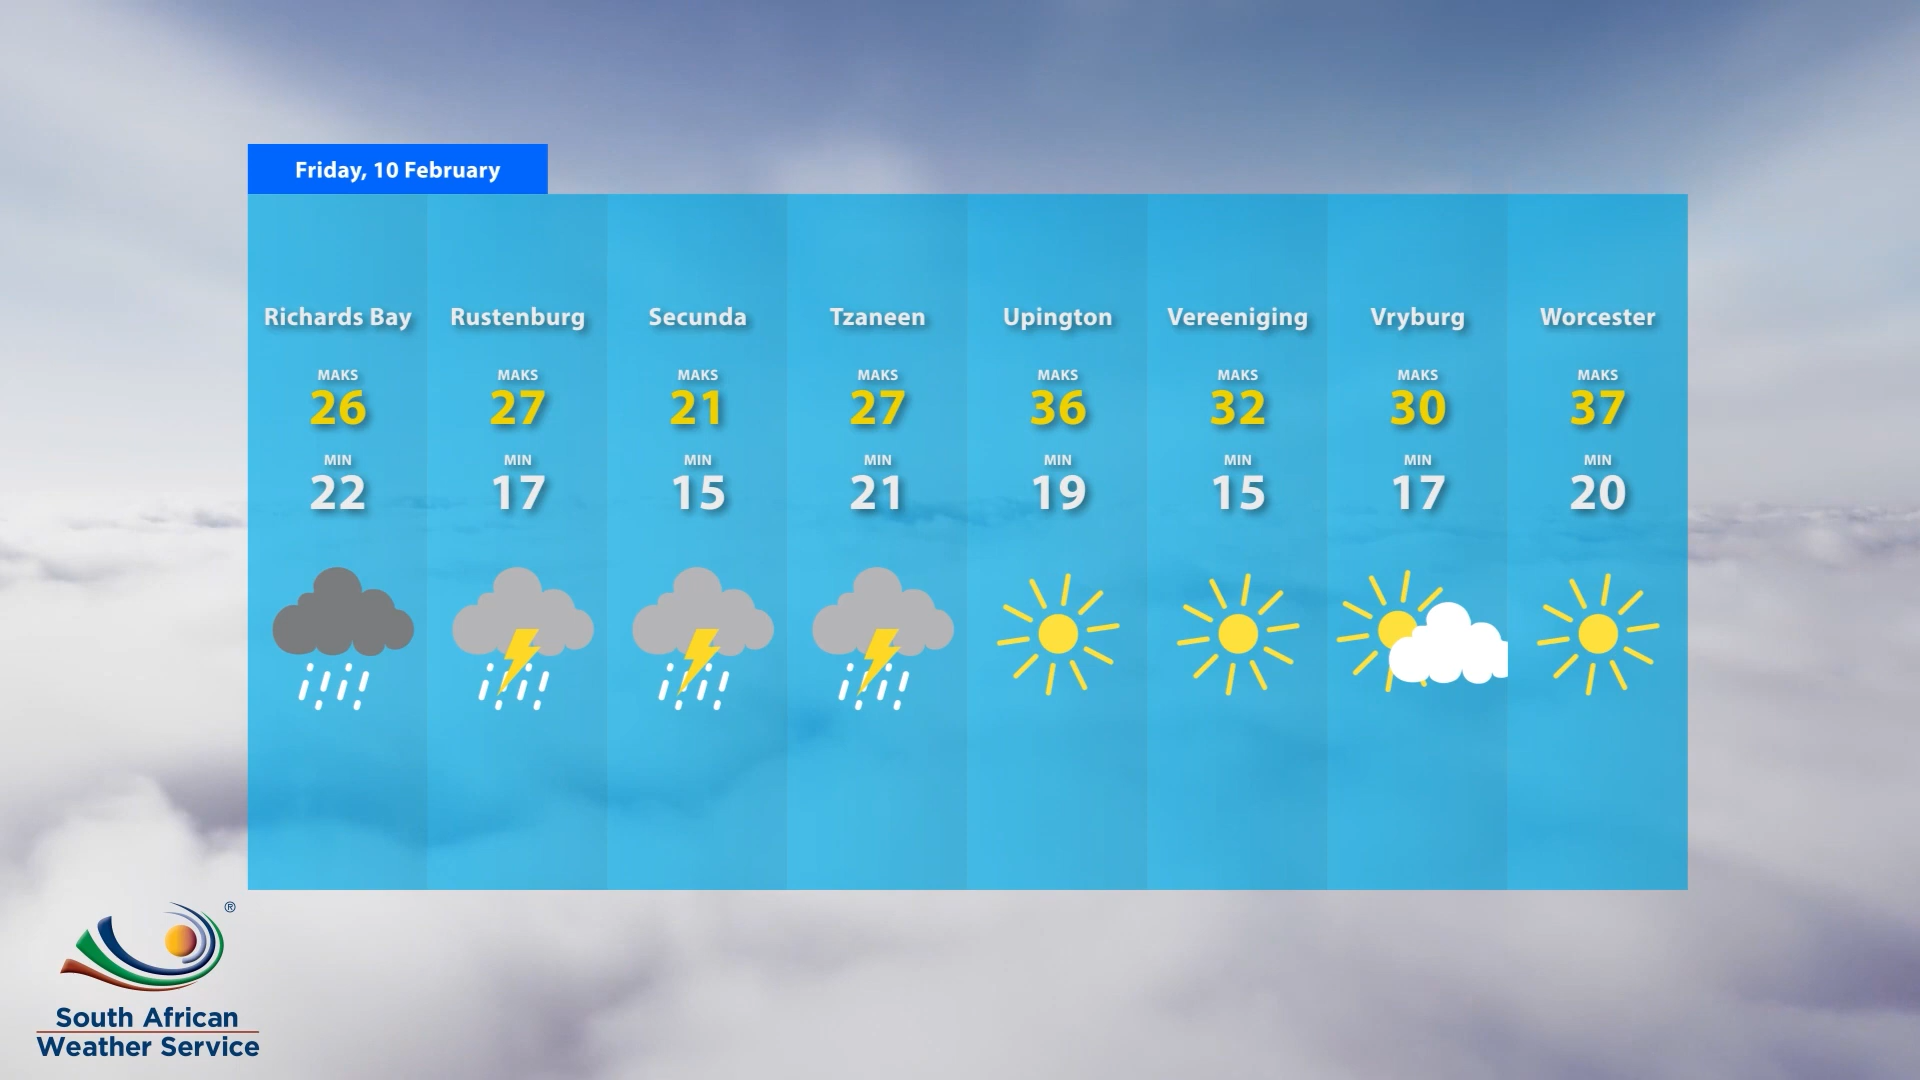 Friday, 10 February
Richards Bay Rustenburg Secunda Tzaneen Upington Vereeniging Vryburg Worcester
MAKS MAKS MAKS MAKS MAKS MAKS MAKS MAKS
26 27 21 27 36 32 30 37
MIN MIN MIN MIN MIN MIN MIN MIN
22 17 15 21 19 15 17 20
®
South African
Weather Service